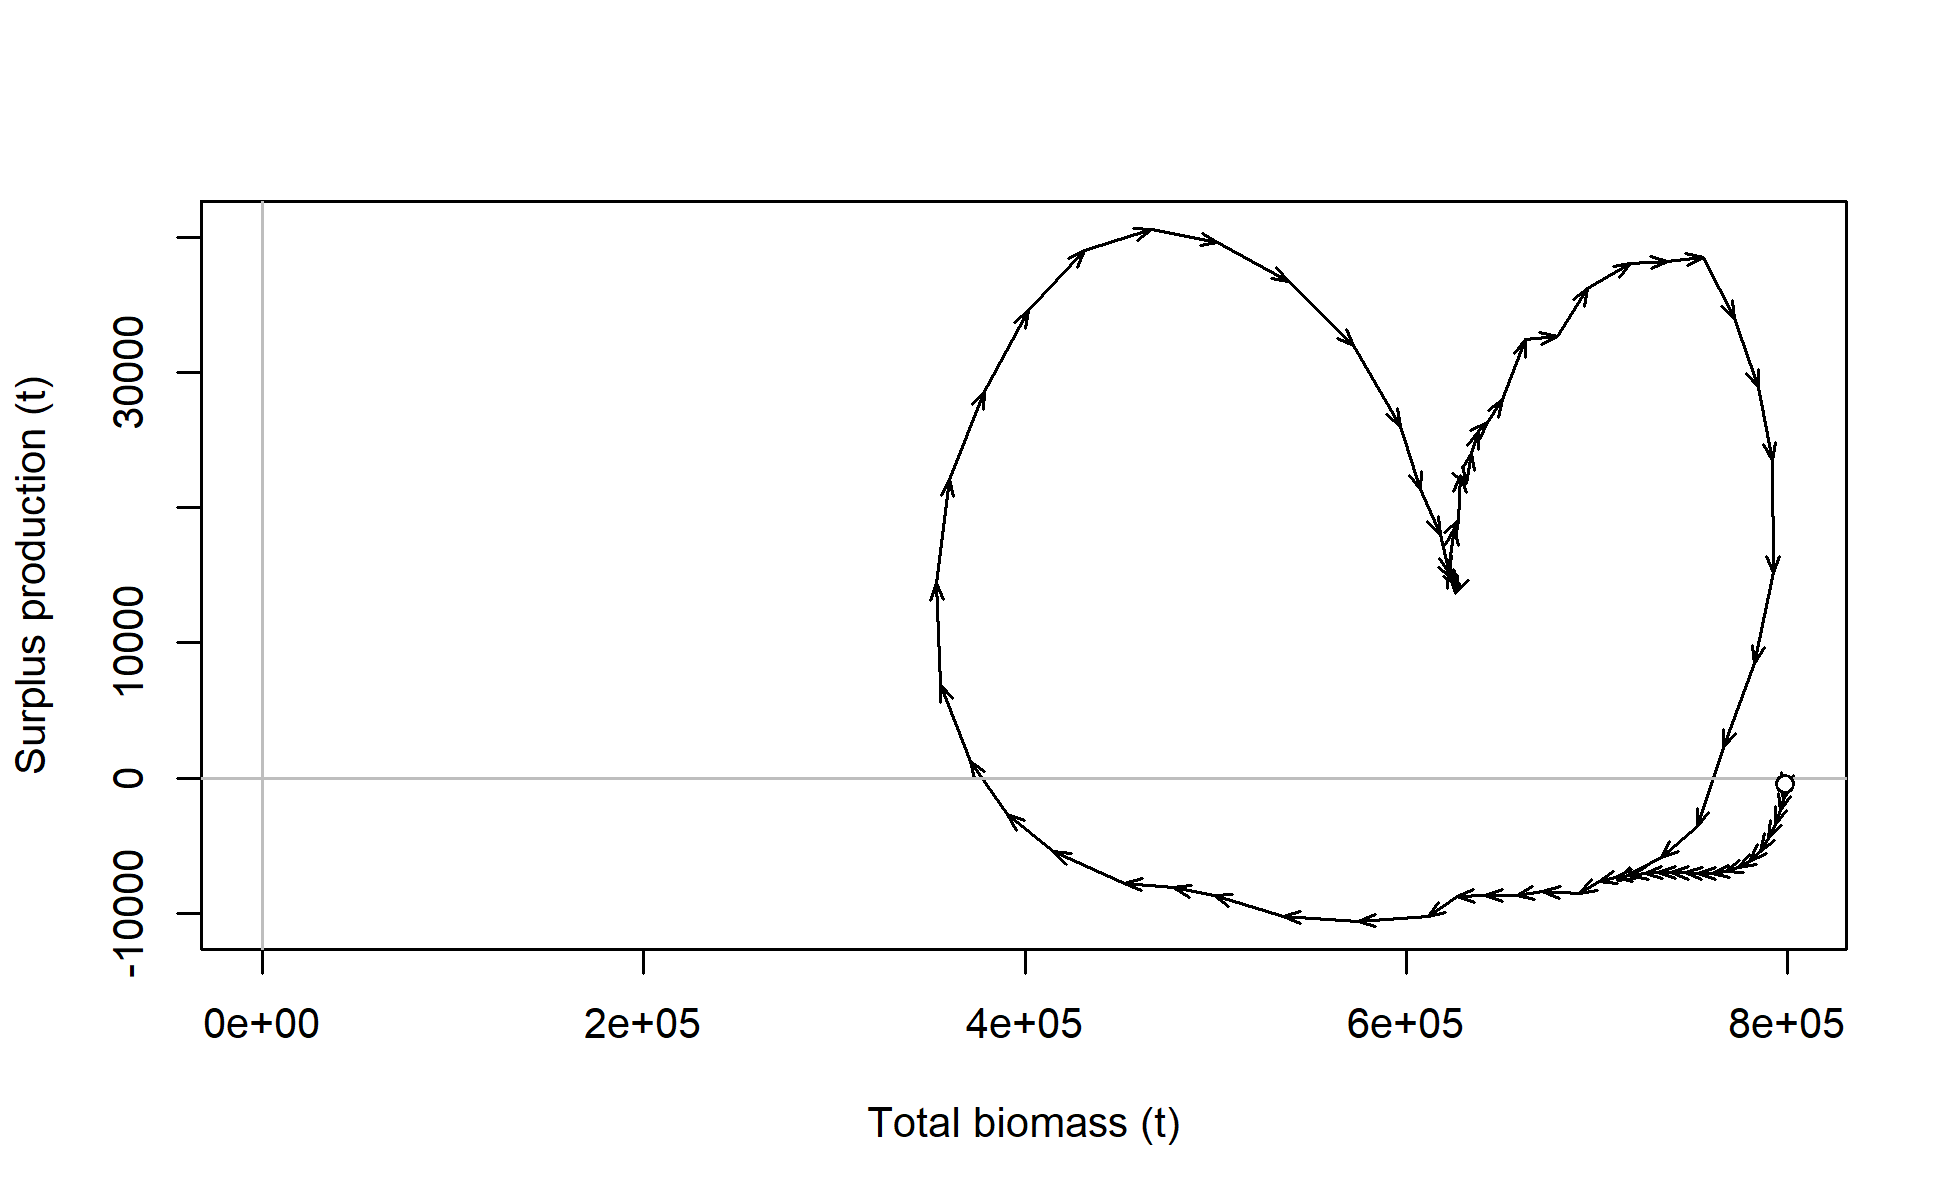 Surplus production (t)
30000
10000
0
-10000
0e+00 2e+05 4e+05 6e+05 8e+05
Total biomass (t)